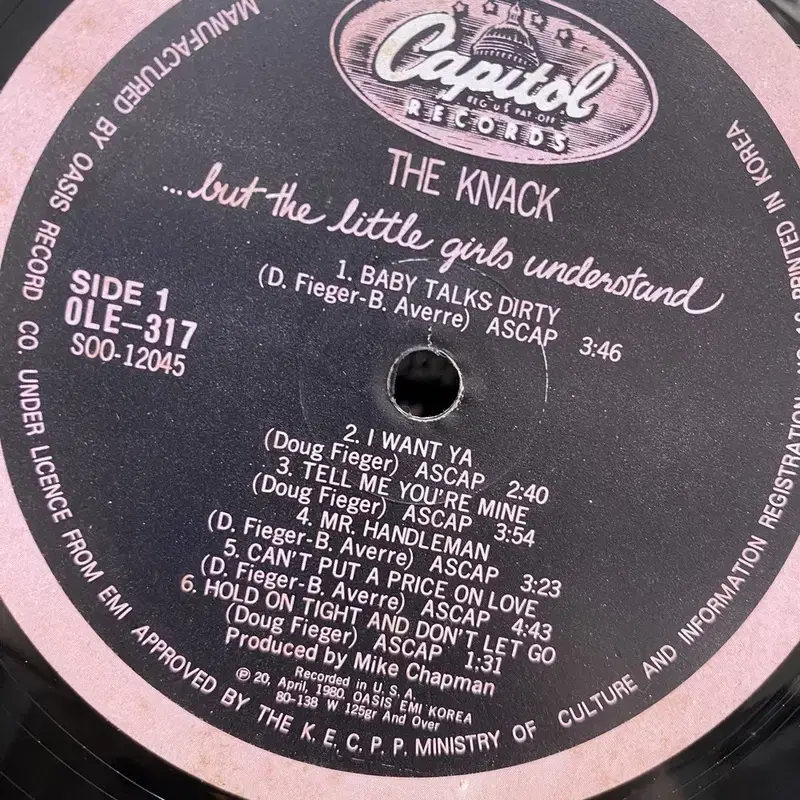 Capitol
REG. U.S. PAT. OFF.
RECORDS
THE KNACK
....but the little girls understand
1. BABY TALKS DIRTY
(D. Fieger-B. Averre) ASCAP 3:46
SIDE 1
OLE-317
SOO-12045
2. I WANT YA
(Doug Fieger) ASCAP 2:40
3. TELL ME YOU'RE MINE
(Doug Fieger) ASCAP 3:54
4. MR. HANDLEMAN
(D. Fieger-B. Averre) ASCAP 3:23
5. CAN'T PUT A PRICE ON LOVE
(D. Fieger-B. Averre) ASCAP 4:43
6. HOLD ON TIGHT AND DON'T LET GO
(Doug Fieger) ASCAP 1:31
Produced by Mike Chapman
Recorded in U. S. A.
Ⓟ 20, April, 1980. OASIS EMI KOREA
80-138 W 125gr And Over
MANUFACTURED BY OASIS RECORD CO. UNDER LICENCE FROM EMI APPROVED BY THE K. E. C. P. P. MINISTRY OF CULTURE AND INFORMATION REGISTRATION PRINTED IN KOREA